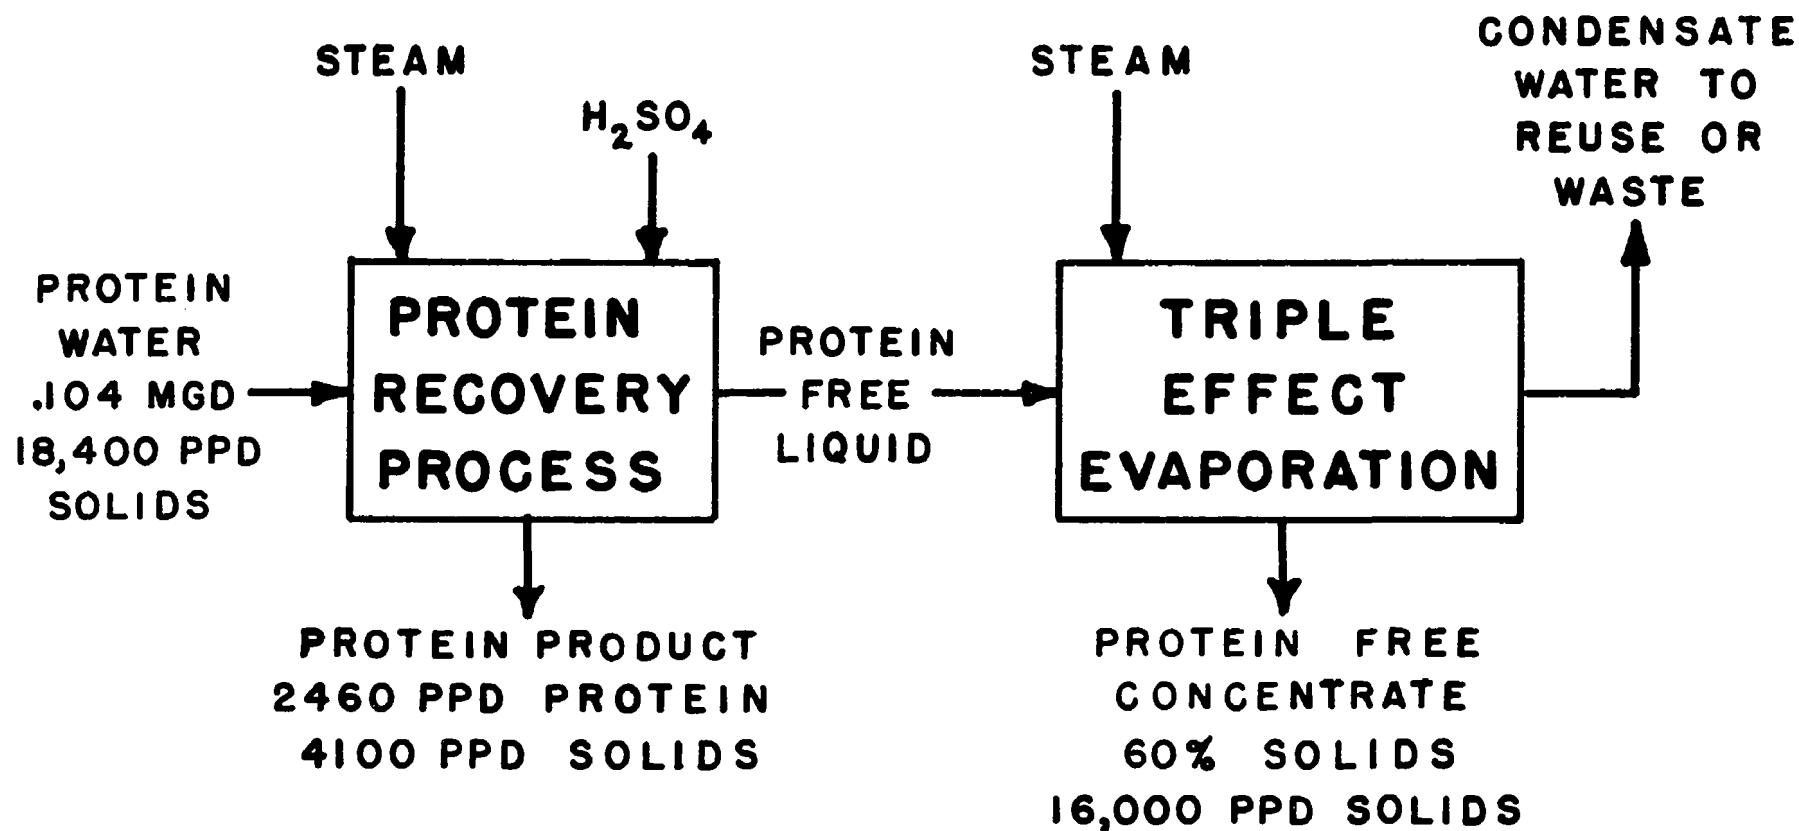 STEAM
H2SO4
STEAM
CONDENSATE
WATER TO
REUSE OR
WASTE
PROTEIN
WATER
.104 MGD
18,400 PPD
SOLIDS
PROTEIN
RECOVERY
PROCESS
PROTEIN
FREE
LIQUID
TRIPLE
EFFECT
EVAPORATION
PROTEIN PRODUCT
2460 PPD PROTEIN
4100 PPD SOLIDS
PROTEIN FREE
CONCENTRATE
60% SOLIDS
16,000 PPD SOLIDS